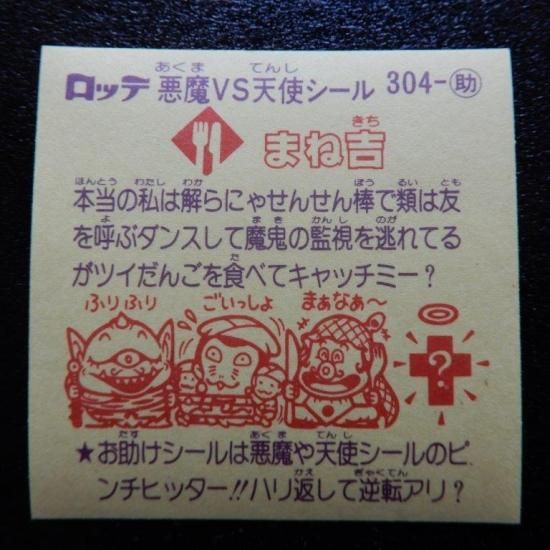 ロッテ 悪魔VS天使シール 304-助
まね吉
本当の私は解らにゃせんせん棒で類は友
を呼ぶダンスして魔鬼の監視を逃れてる
がツイだんごを食べてキャッチミー?
ふりふり ごいっしょ まぁなぁ〜
?
★お助けシールは悪魔や天使シールのピ
ンチヒッター!!ハリ返して逆転アリ?